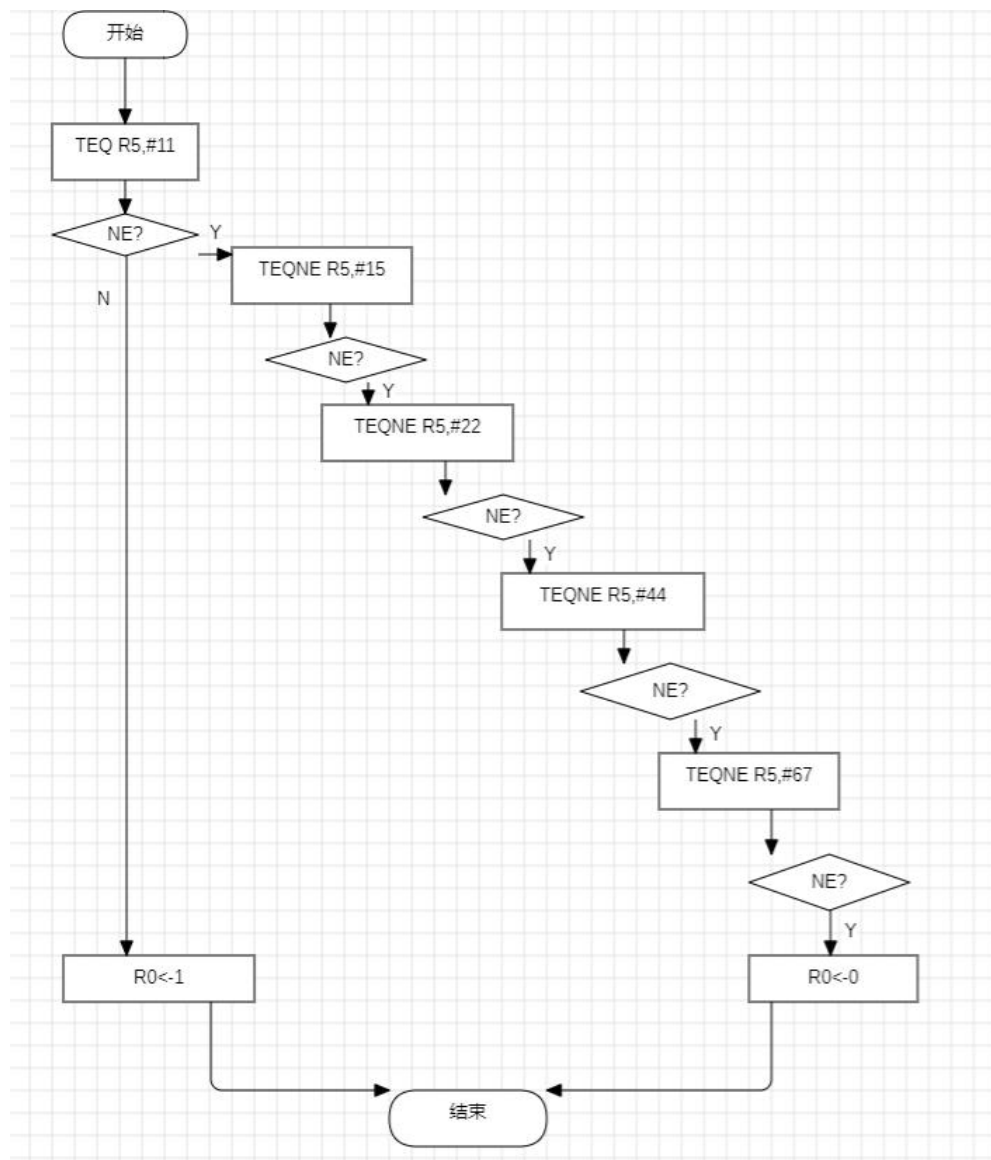 开始
TEQ R5,#11
NE?
Y
N
TEQNE R5,#15
NE?
Y
TEQNE R5,#22
NE?
Y
TEQNE R5,#44
NE?
Y
TEQNE R5,#67
NE?
Y
R0<-1
R0<-0
结束